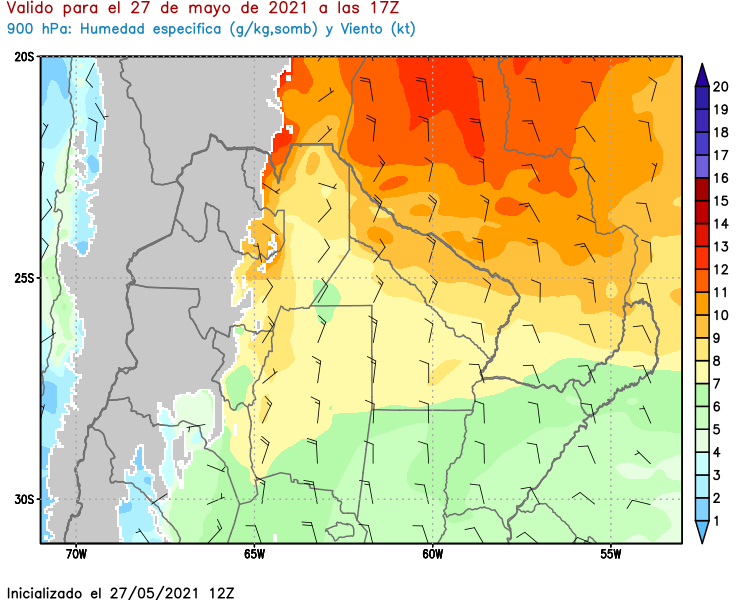 Valido para el 27 de mayo de 2021 a las 17Z
900 hPa: Humedad especifica (g/kg,somb) y Viento (kt)
20S
25S
30S
70W
65W
60W
55W
20
19
18
17
16
15
14
13
12
11
10
9
8
7
6
5
4
3
2
1
Inicializado el 27/05/2021 12Z